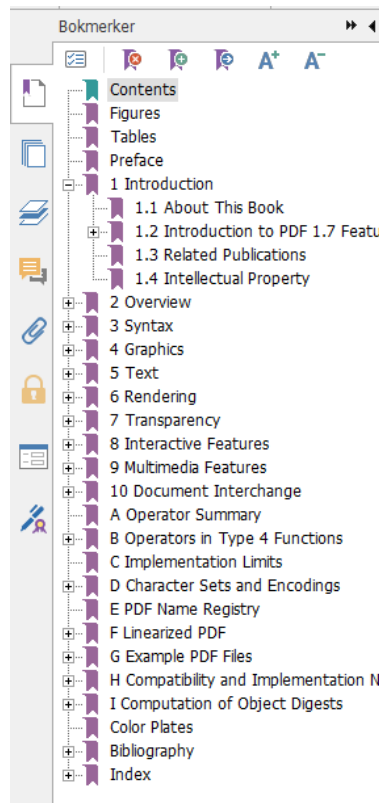 Bokmerker
A+ A-
Contents
Figures
Tables
Preface
1 Introduction
1.1 About This Book
1.2 Introduction to PDF 1.7 Featu
1.3 Related Publications
1.4 Intellectual Property
2 Overview
3 Syntax
4 Graphics
5 Text
6 Rendering
7 Transparency
8 Interactive Features
9 Multimedia Features
10 Document Interchange
A Operator Summary
B Operators in Type 4 Functions
C Implementation Limits
D Character Sets and Encodings
E PDF Name Registry
F Linearized PDF
G Example PDF Files
H Compatibility and Implementation N
I Computation of Object Digests
Color Plates
Bibliography
Index